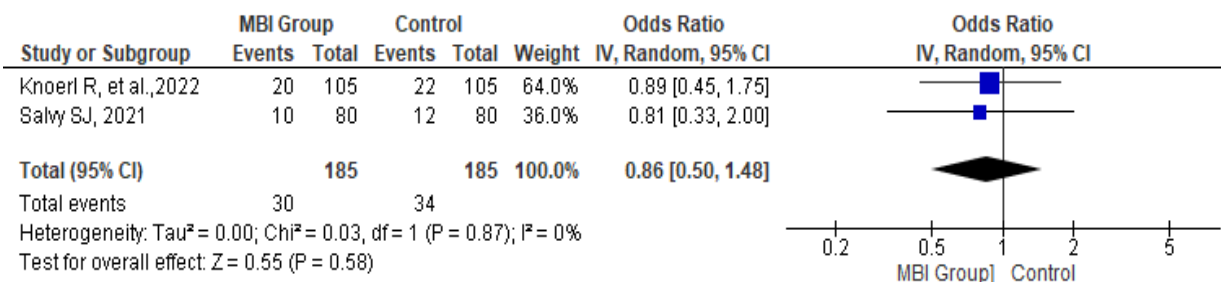 MBI Group Control Odds Ratio Odds Ratio
Study or Subgroup Events Total Events Total Weight IV, Random, 95% CI IV, Random, 95% CI
Knoerl R, et al.,2022 20 105 22 105 64.0% 0.89 [0.45, 1.75]
Salvy SJ, 2021 10 80 12 80 36.0% 0.81 [0.33, 2.00]
Total (95% CI) 185 185 100.0% 0.86 [0.50, 1.48]
Total events 30 34
Heterogeneity: Tau² = 0.00; Chi² = 0.03, df = 1 (P = 0.87); I² = 0%
Test for overall effect: Z = 0.55 (P = 0.58)
0.2 0.5 1 2 5
MBI Group] Control